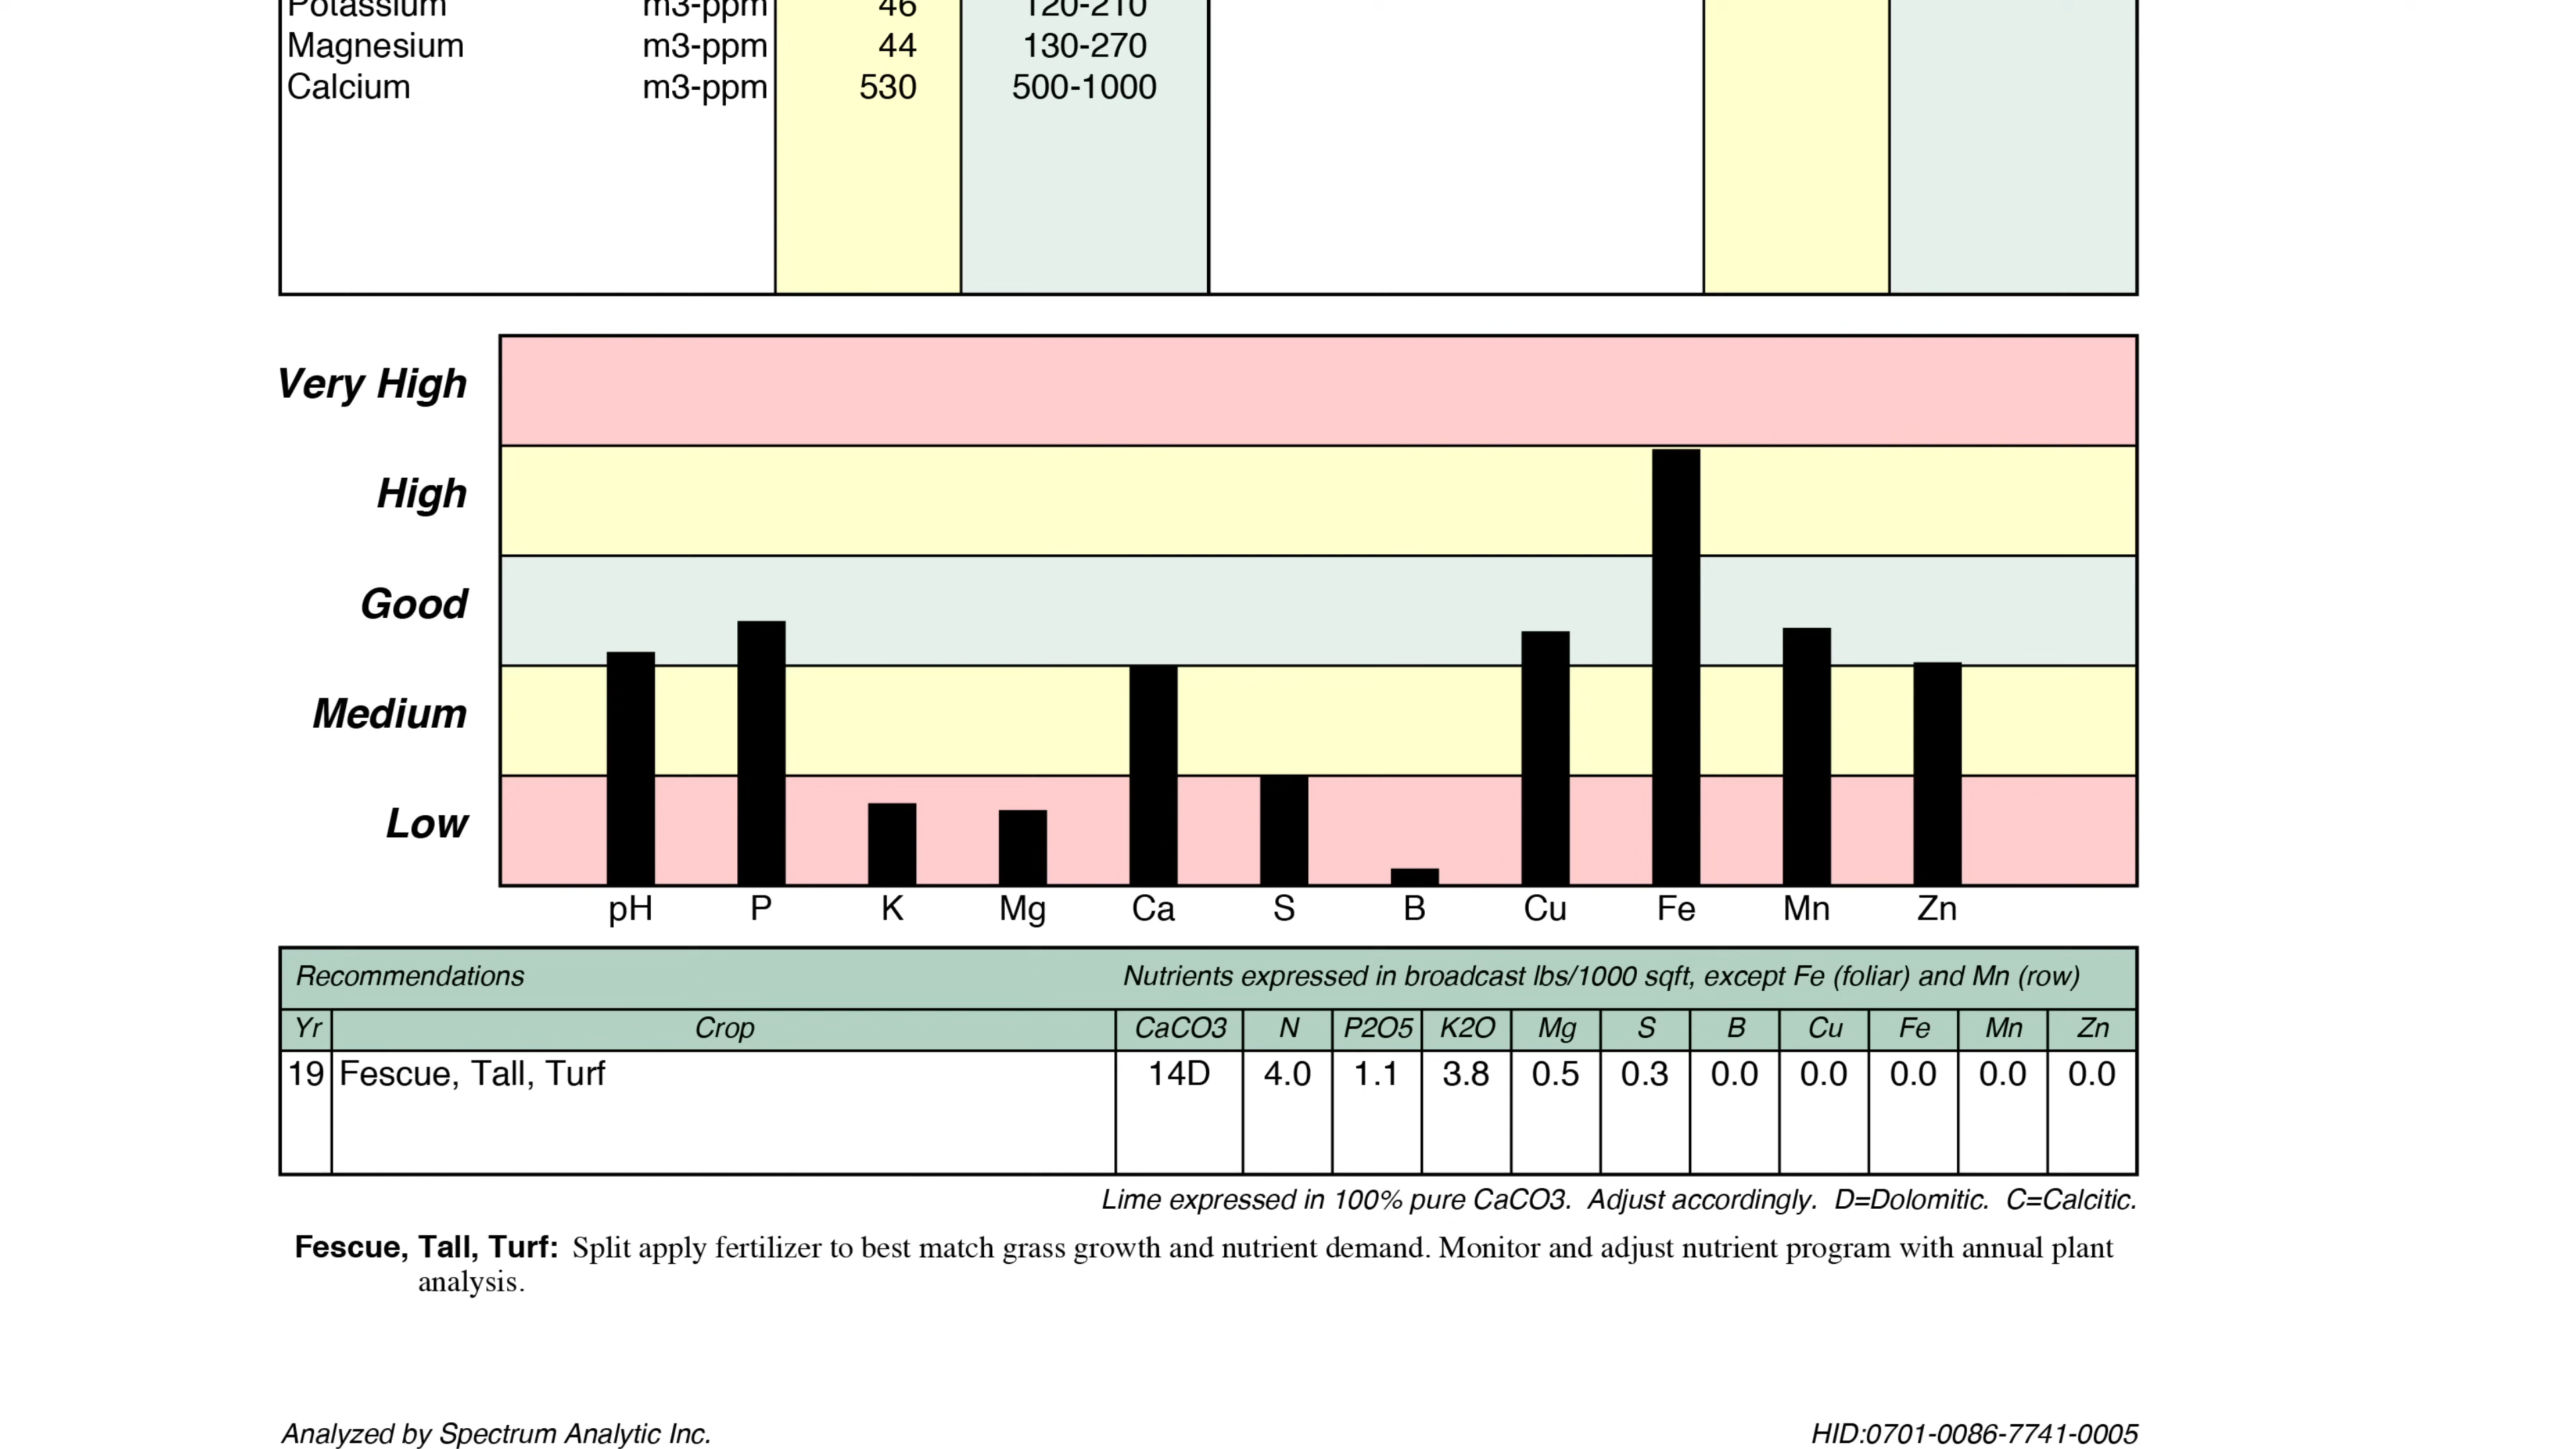 Potassium m3-ppm 46 120-210
Magnesium m3-ppm 44 130-270
Calcium m3-ppm 530 500-1000
Very High
High
Good
Medium
Low
pH P K Mg Ca S B Cu Fe Mn Zn
Recommendations Nutrients expressed in broadcast lbs/1000 sqft, except Fe (foliar) and Mn (row)
Yr Crop CaCO3 N P2O5 K2O Mg S B Cu Fe Mn Zn
19 Fescue, Tall, Turf 14D 4.0 1.1 3.8 0.5 0.3 0.0 0.0 0.0 0.0 0.0
Lime expressed in 100% pure CaCO3. Adjust accordingly. D=Dolomitic. C=Calcitic.
Fescue, Tall, Turf: Split apply fertilizer to best match grass growth and nutrient demand. Monitor and adjust nutrient program with annual plant
analysis.
Analyzed by Spectrum Analytic Inc. HID:0701-0086-7741-0005